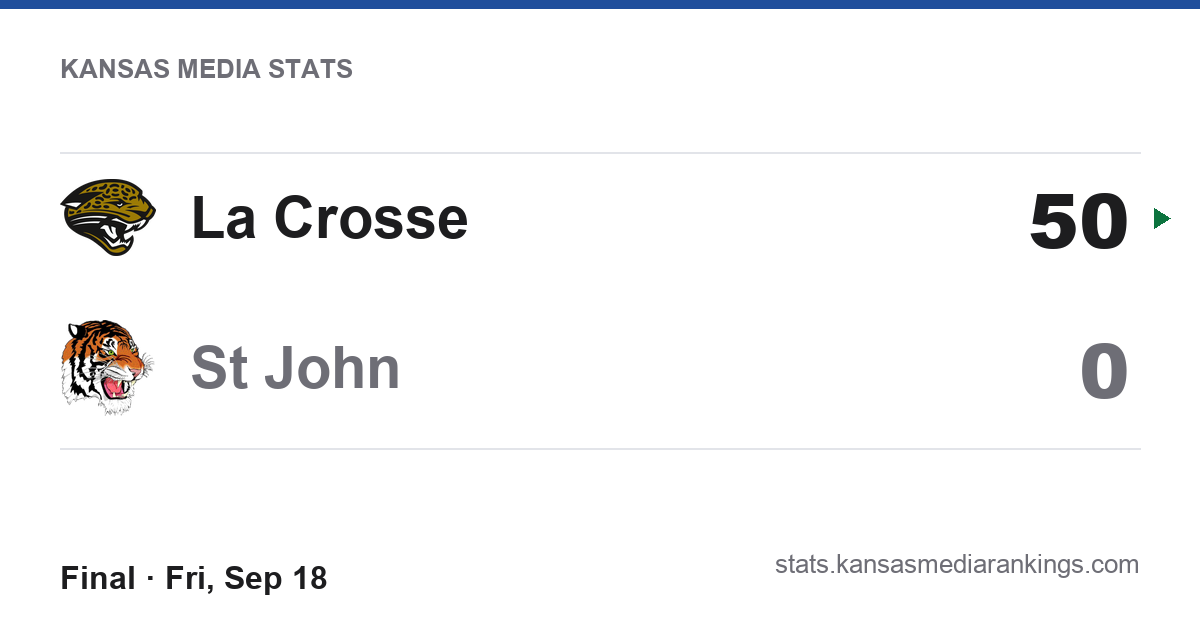 KANSAS MEDIA STATS
La Crosse 50
St John 0
Final · Fri, Sep 18
stats.kansasmediarankings.com